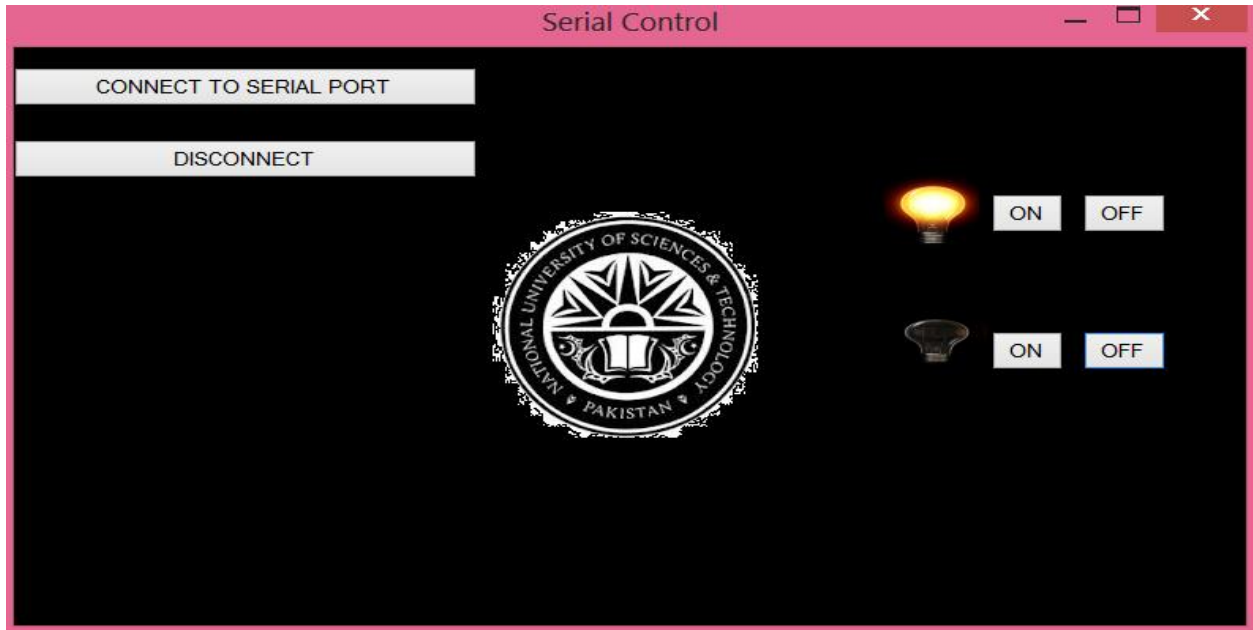 Serial Control
CONNECT TO SERIAL PORT
DISCONNECT
ON OFF
NATIONAL UNIVERSITY OF SCIENCES & TECHNOLOGY
PAKISTAN
ON OFF